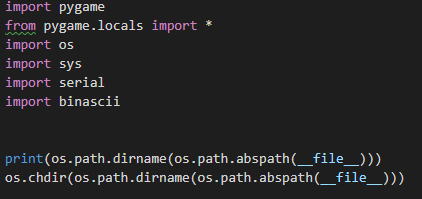 import pygame
from pygame.locals import *
import os
import sys
import serial
import binascii
print(os.path.dirname(os.path.abspath(__file__)))
os.chdir(os.path.dirname(os.path.abspath(__file__)))